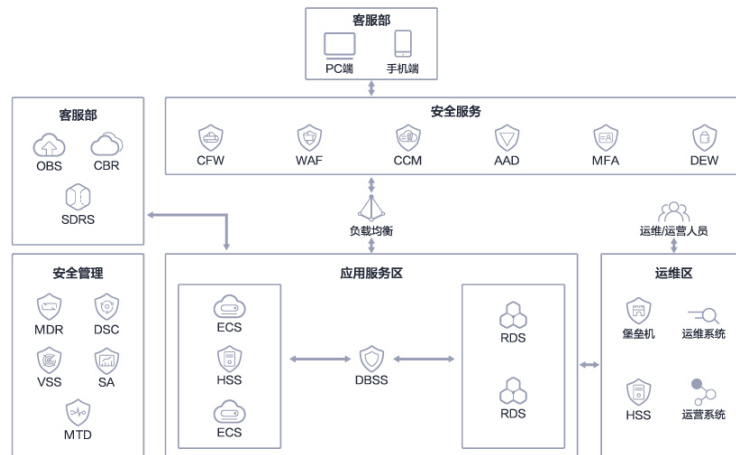 客服部
PC端
手机端
安全服务
CFW
WAF
CCM
AAD
MFA
DEW
客服部
OBS
CBR
SDRS
负载均衡
运维/运营人员
安全管理
MDR
DSC
VSS
SA
MTD
应用服务区
ECS
HSS
ECS
DBSS
RDS
RDS
运维区
堡垒机
运维系统
HSS
运营系统